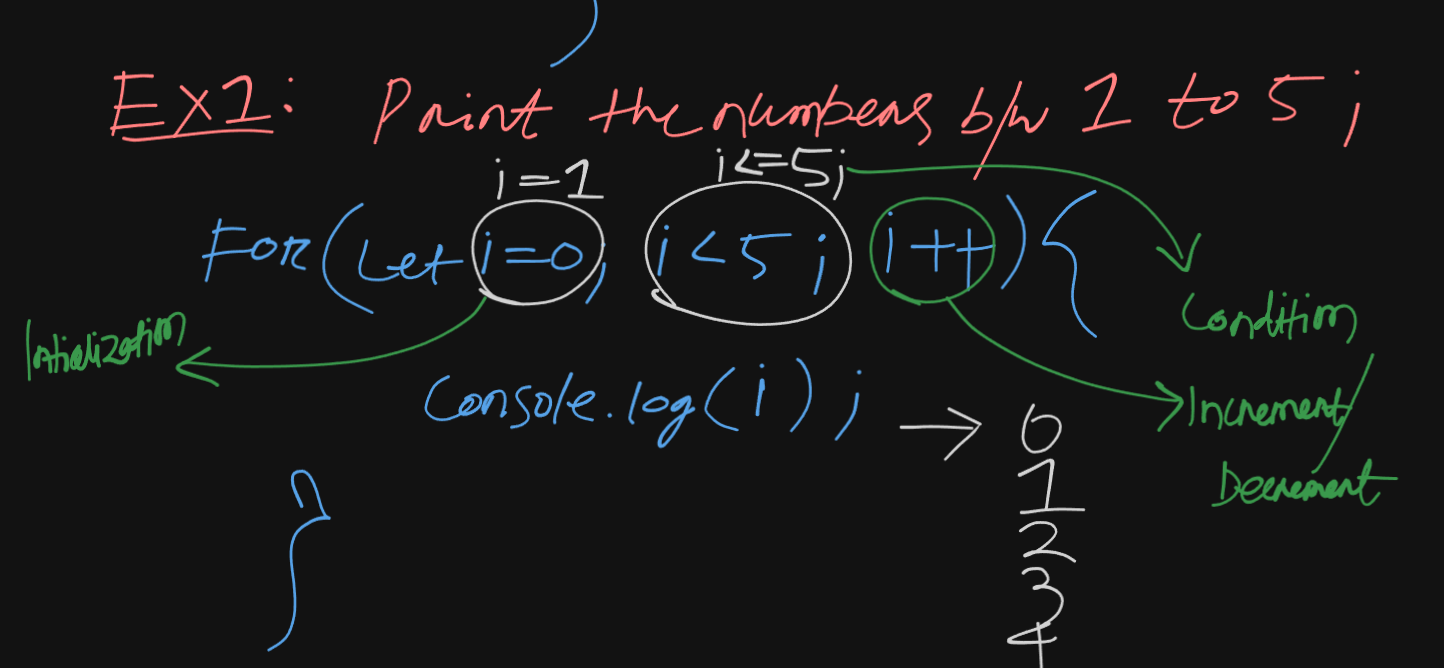 Ex1: Print the numbers b/w 1 to 5 ;
i=1 i<=5;
For (Let i=0; i<5 ; i++) {
Intialization
Condition
Console.log(i) ;
→ 0
Increment/
1
Decrement
2
3
4
}